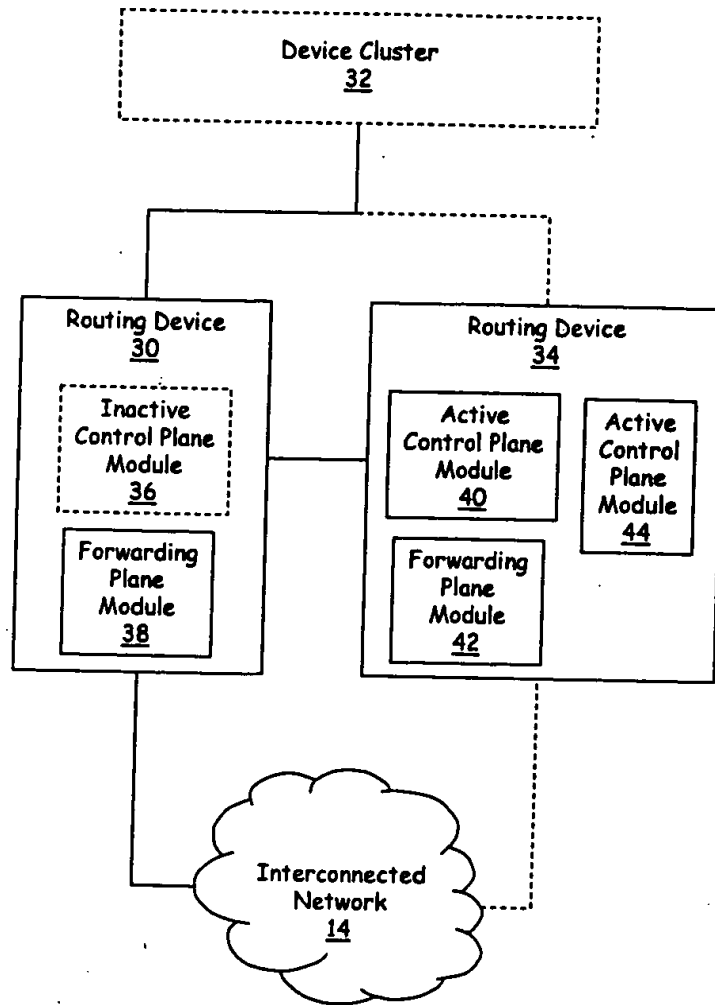 Device Cluster
32
Routing Device
30
Inactive
Control Plane
Module
36
Forwarding
Plane
Module
38
Routing Device
34
Active
Control Plane
Module
40
Active
Control
Plane
Module
44
Forwarding
Plane
Module
42
Interconnected
Network
14